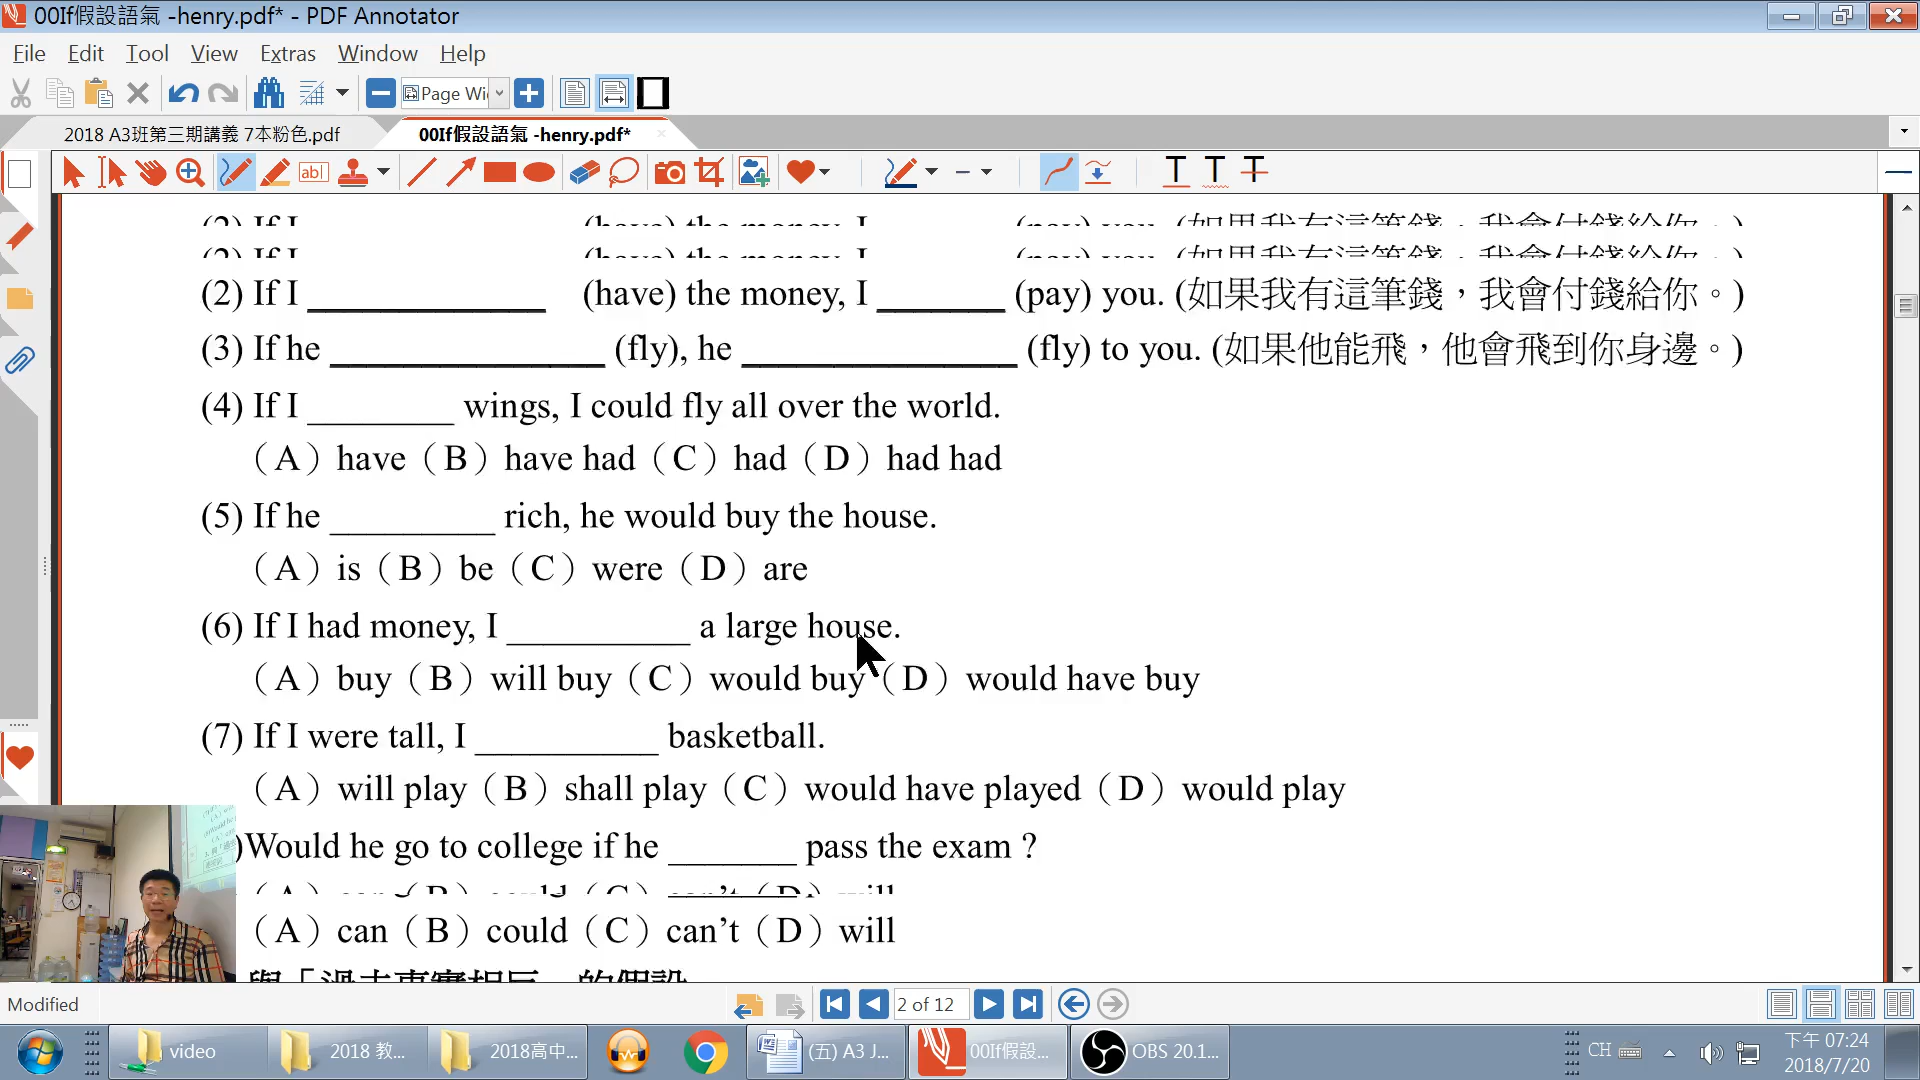 00If假設語氣 -henry.pdf* - PDF Annotator
File Edit Tool View Extras Window Help
Page Wi
2018 A3班第三期講義 7本粉色.pdf
00If假設語氣 -henry.pdf*
(2) If I ____________ (have) the money, I _______ (pay) you. (如果我有這筆錢，我會付錢給你。)
(3) If he _______________ (fly), he _______________ (fly) to you. (如果他能飛，他會飛到你身邊。)
(4) If I ________ wings, I could fly all over the world.
（A）have（B）have had（C）had（D）had had
(5) If he _________ rich, he would buy the house.
（A）is（B）be（C）were（D）are
(6) If I had money, I __________ a large house.
（A）buy（B）will buy（C）would buy（D）would have buy
(7) If I were tall, I __________ basketball.
（A）will play（B）shall play（C）would have played（D）would play
)Would he go to college if he _______ pass the exam ?
（A）can（B）could（C）can’t（D）will
Modified
2 of 12
video
2018 教...
2018高中...
(五) A3 J...
00If假設...
OBS 20.1...
CH
下午 07:24
2018/7/20